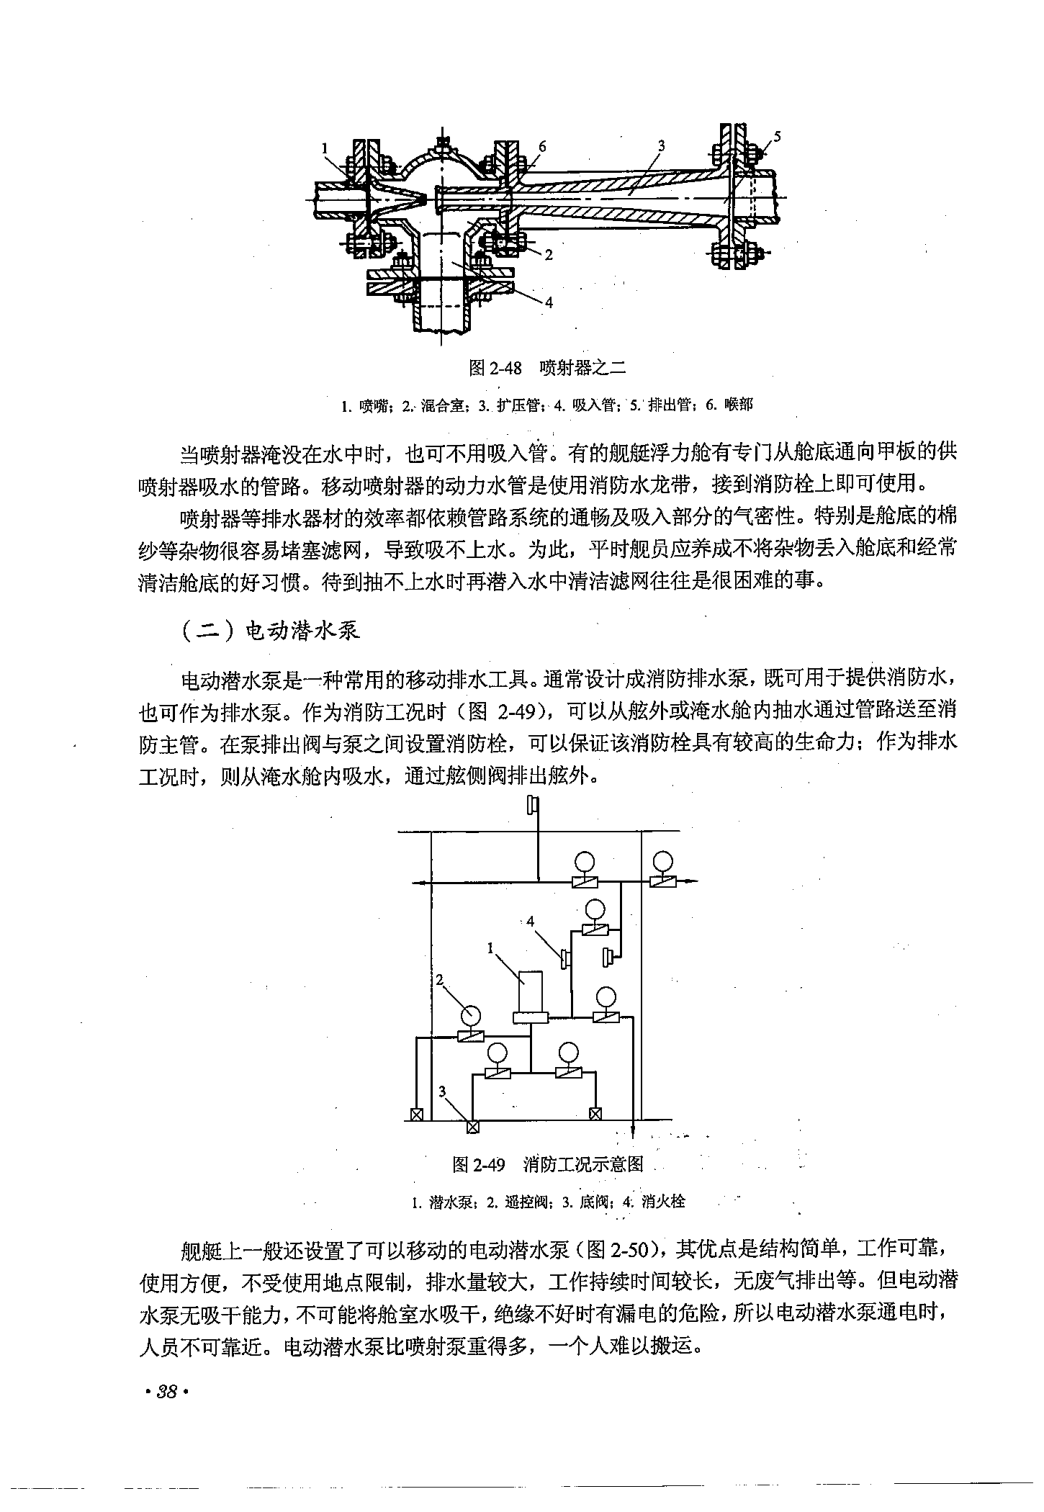 1
6
3
5
2
4
图 2-48 喷射器之二
1. 喷嘴；2. 混合室；3. 扩压管；4. 吸入管；5. 排出管；6. 喉部
当喷射器淹没在水中时，也可不用吸入管。有的舰艇浮力舱有专门从舱底通向甲板的供
喷射器吸水的管路。移动喷射器的动力水管是使用消防水龙带，接到消防栓上即可使用。
喷射器等排水器材的效率都依赖管路系统的通畅及吸入部分的气密性。特别是舱底的棉
纱等杂物很容易堵塞滤网，导致吸不上水。为此，平时舰员应养成不将杂物丢入舱底和经常
清洁舱底的好习惯。待到抽不上水时再潜入水中清洁滤网往往是很困难的事。
（二）电动潜水泵
电动潜水泵是一种常用的移动排水工具。通常设计成消防排水泵，既可用于提供消防水，
也可作为排水泵。作为消防工况时（图 2-49），可以从舷外或淹水舱内抽水通过管路送至消
防主管。在泵排出阀与泵之间设置消防栓，可以保证该消防栓具有较高的生命力；作为排水
工况时，则从淹水舱内吸水，通过舷侧阀排出舷外。
4
1
2
3
图 2-49 消防工况示意图
1. 潜水泵；2. 遥控阀；3. 底阀；4. 消火栓
舰艇上一般还设置了可以移动的电动潜水泵（图 2-50），其优点是结构简单，工作可靠，
使用方便，不受使用地点限制，排水量较大，工作持续时间较长，无废气排出等。但电动潜
水泵无吸干能力，不可能将舱室水吸干，绝缘不好时有漏电的危险，所以电动潜水泵通电时，
人员不可靠近。电动潜水泵比喷射泵重得多，一个人难以搬运。
·38·